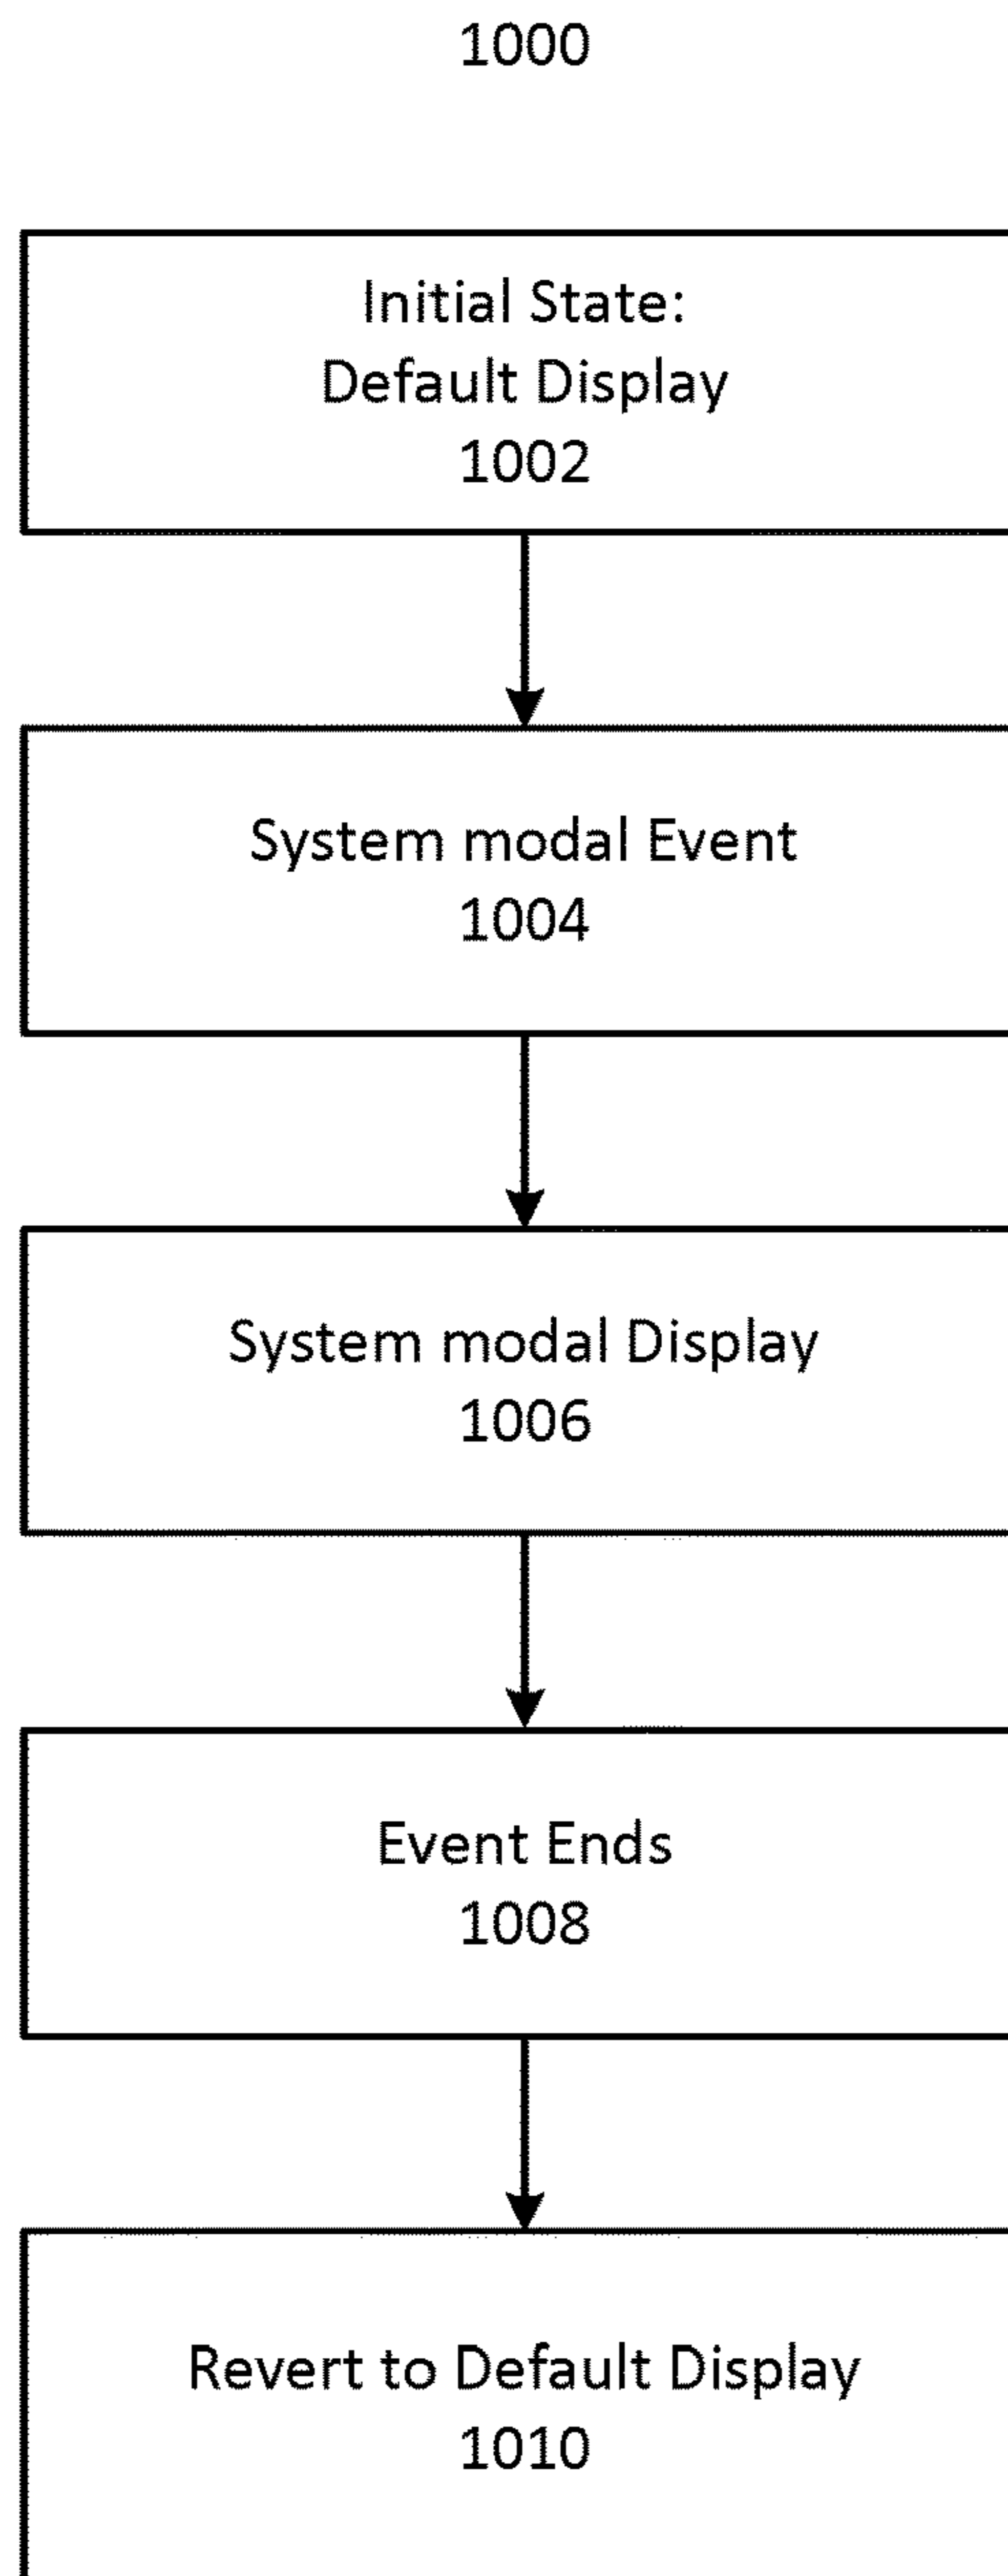 1000
Initial State:
Default Display
1002
System modal Event
1004
System modal Display
1006
Event Ends
1008
Revert to Default Display
1010